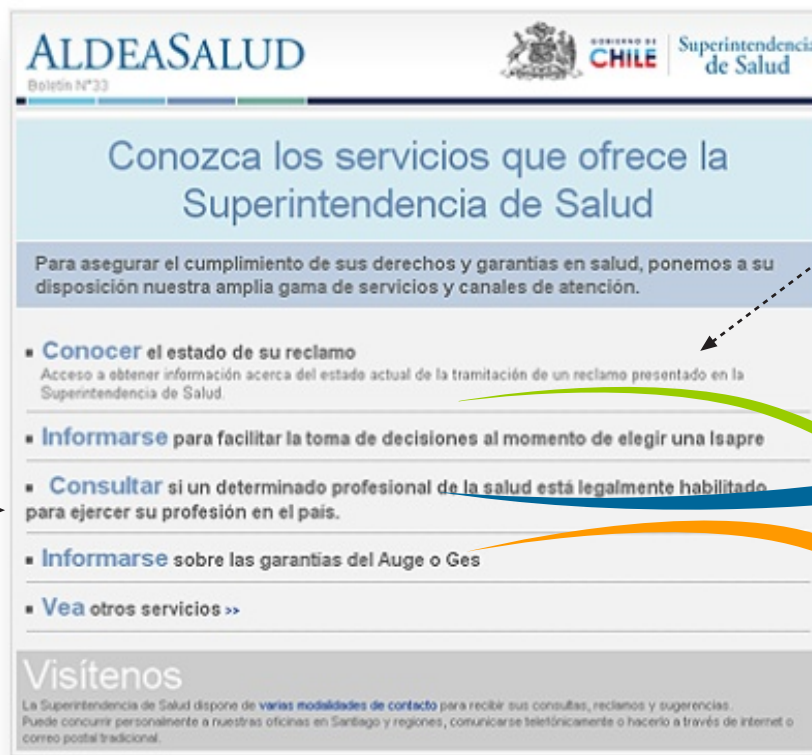 ALDEASALUD
Boletín N°33
GOBIERNO DE
CHILE
Superintendencia
de Salud
Conozca los servicios que ofrece la
Superintendencia de Salud
Para asegurar el cumplimiento de sus derechos y garantías en salud, ponemos a su
disposición nuestra amplia gama de servicios y canales de atención.
▪ Conocer el estado de su reclamo
Acceso a obtener información acerca del estado actual de la tramitación de un reclamo presentado en la
Superintendencia de Salud.
▪ Informarse para facilitar la toma de decisiones al momento de elegir una Isapre
▪ Consultar si un determinado profesional de la salud está legalmente habilitado
para ejercer su profesión en el país.
▪ Informarse sobre las garantías del Auge o Ges
▪ Vea otros servicios >>
Visítenos
La Superintendencia de Salud dispone de varias modalidades de contacto para recibir sus consultas, reclamos y sugerencias.
Puede concurrir personalmente a nuestras oficinas en Santiago y regiones, comunicarse telefónicamente o hacerlo a través de internet o
correo postal tradicional.